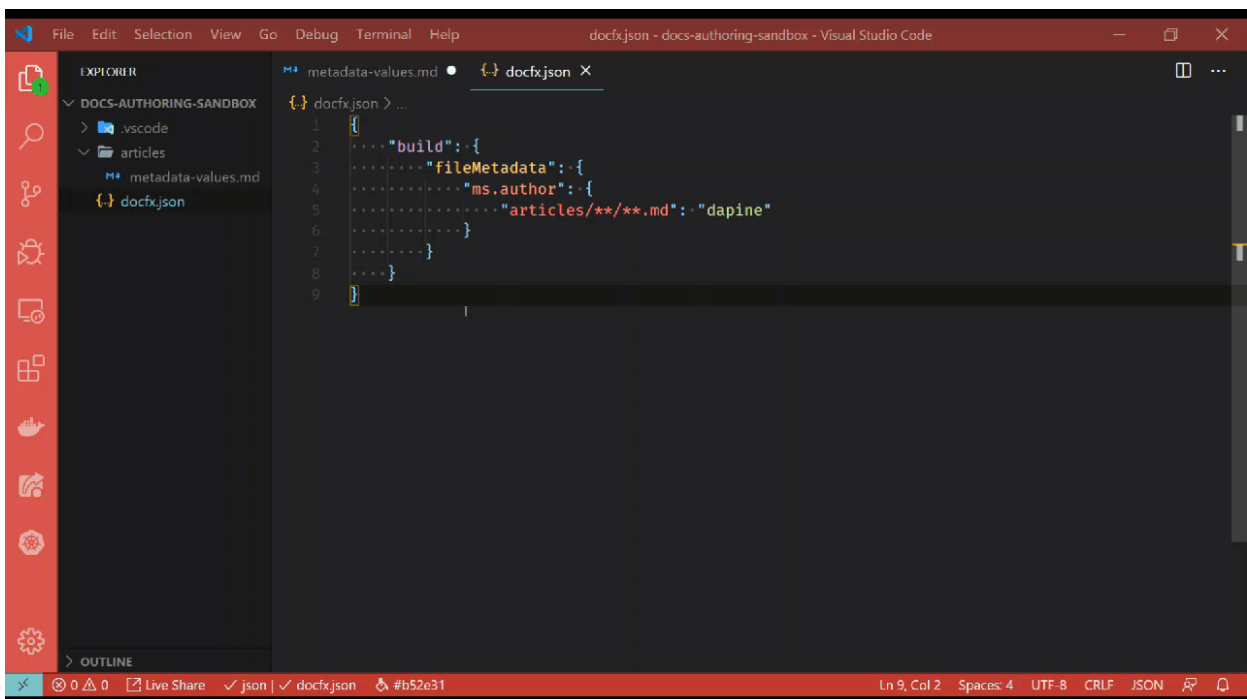 File Edit Selection View Go Debug Terminal Help docfx.json - docs-authoring-sandbox - Visual Studio Code
EXPLORER
1
DOCS-AUTHORING-SANDBOX
.vscode
articles
metadata-values.md
docfx.json
OUTLINE
metadata-values.md docfx.json
docfx.json > ...
1 {
2 "build": {
3 "fileMetadata": {
4 "ms.author": {
5 "articles/**/**.md": "dapine"
6 }
7 }
8 }
9 }
0 0 Live Share json | docfx.json #b52e31 Ln 9, Col 2 Spaces: 4 UTF-8 CRLF JSON